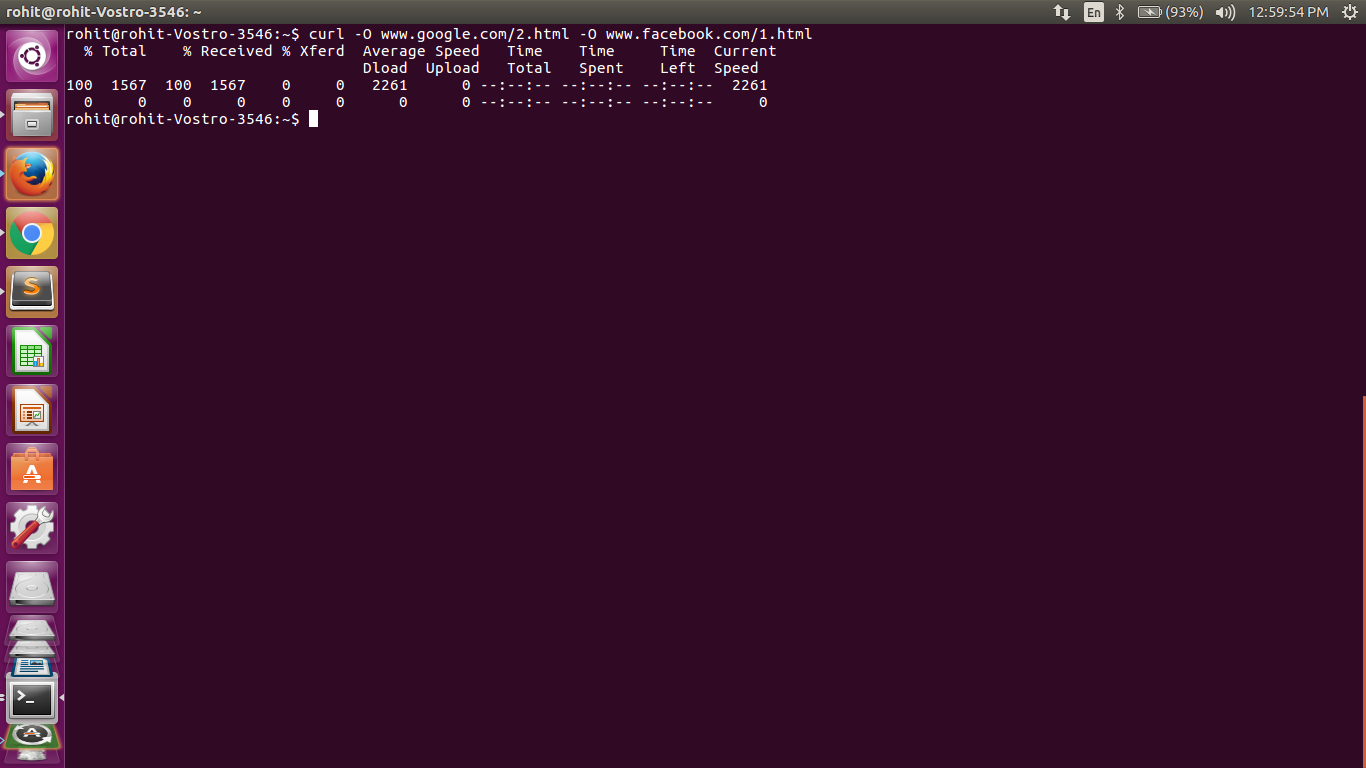 rohit@rohit-Vostro-3546: ~
En (93%) 12:59:54 PM
rohit@rohit-Vostro-3546:~$ curl -O www.google.com/2.html -O www.facebook.com/1.html
  % Total    % Received % Xferd  Average Speed   Time    Time     Time  Current
                                 Dload  Upload   Total   Spent    Left  Speed
100  1567  100  1567    0     0   2261      0 --:--:-- --:--:-- --:--:--  2261
  0     0    0     0    0     0      0      0 --:--:-- --:--:-- --:--:--     0
rohit@rohit-Vostro-3546:~$